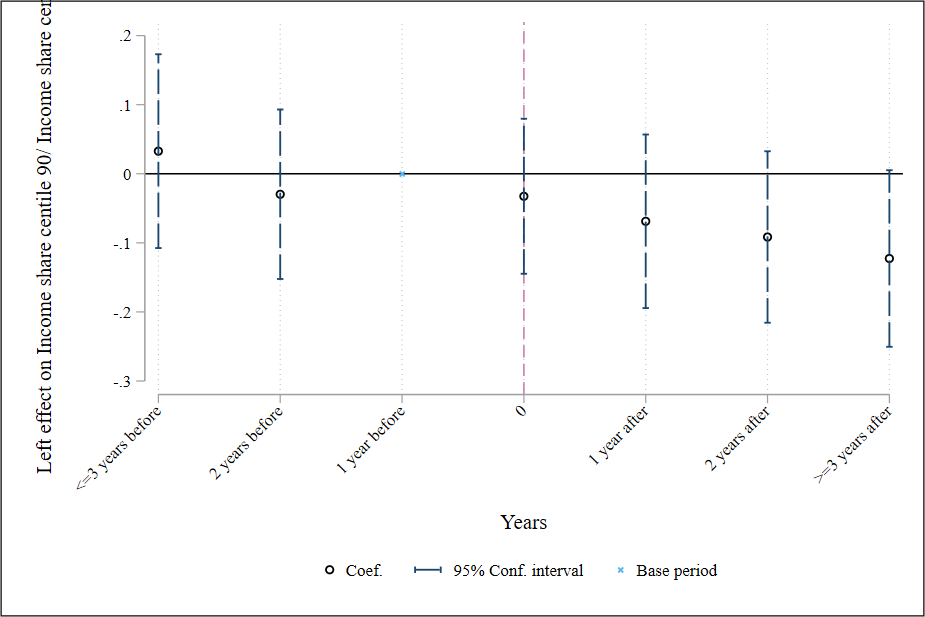 Left effect on Income share centile 90/ Income share
.2
.1
0
-.1
-.2
-.3
<=3 years before
2 years before
1 year before
0
1 year after
2 years after
>=3 years after
Years
Coef.
95% Conf. interval
Base period